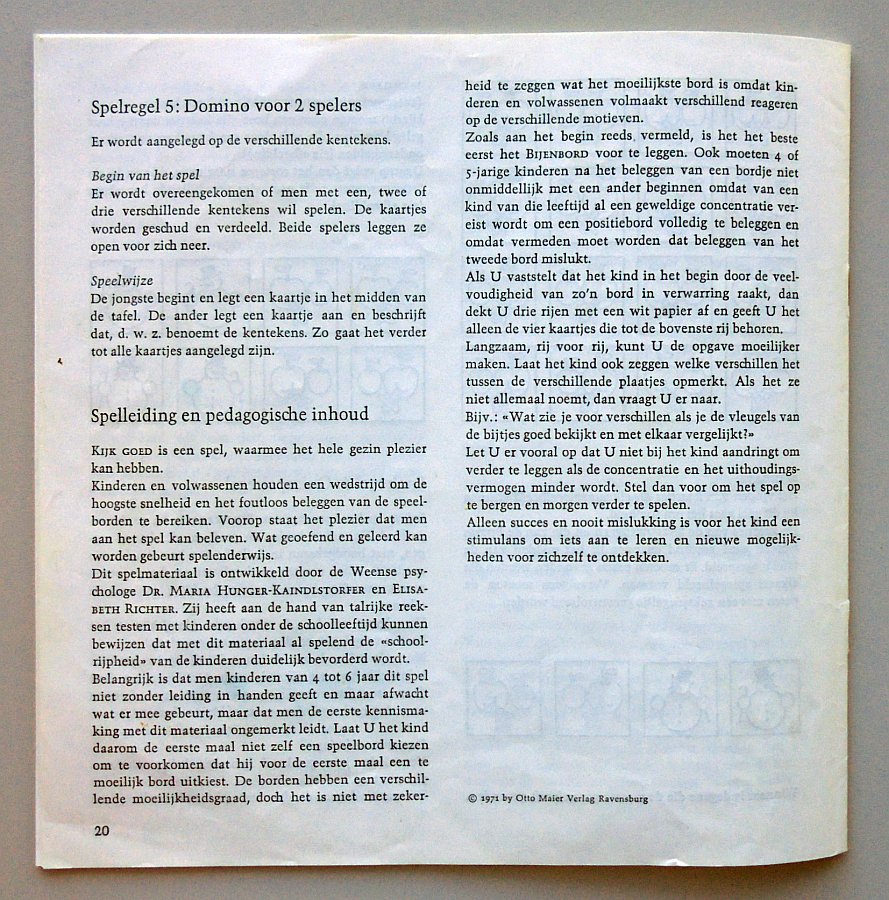 Spelregel 5: Domino voor 2 spelers
Er wordt aangelegd op de verschillende kentekens.
Begin van het spel
Er wordt overeengekomen of men met een, twee of
drie verschillende kentekens wil spelen. De kaartjes
worden geschud en verdeeld. Beide spelers leggen ze
open voor zich neer.
Speelwijze
De jongste begint en legt een kaartje in het midden van
de tafel. De ander legt een kaartje aan en beschrijft
dat, d. w. z. benoemt de kentekens. Zo gaat het verder
tot alle kaartjes aangelegd zijn.
Spelleiding en pedagogische inhoud
KIJK GOED is een spel, waarmee het hele gezin plezier
kan hebben.
Kinderen en volwassenen houden een wedstrijd om de
hoogste snelheid en het foutloos beleggen van de speel-
borden te bereiken. Voorop staat het plezier dat men
aan het spel kan beleven. Wat geoefend en geleerd kan
worden gebeurt spelenderwijs.
Dit spelmateriaal is ontwikkeld door de Weense psy-
chologe DR. MARIA HUNGER-KAINDLSTORFER en ELISA-
BETH RICHTER. Zij heeft aan de hand van talrijke reek-
sen testen met kinderen onder de schoolleeftijd kunnen
bewijzen dat met dit materiaal al spelend de «school-
rijpheid» van de kinderen duidelijk bevorderd wordt.
Belangrijk is dat men kinderen van 4 tot 6 jaar dit spel
niet zonder leiding in handen geeft en maar afwacht
wat er mee gebeurt, maar dat men de eerste kennisma-
king met dit materiaal ongemerkt leidt. Laat U het kind
daarom de eerste maal niet zelf een speelbord kiezen
om te voorkomen dat hij voor de eerste maal een te
moeilijk bord uitkiest. De borden hebben een verschil-
lende moeilijkheidsgraad, doch het is niet met zeker-
20
heid te zeggen wat het moeilijkste bord is omdat kin-
deren en volwassenen volmaakt verschillend reageren
op de verschillende motieven.
Zoals aan het begin reeds vermeld, is het het beste
eerst het BIJENBORD voor te leggen. Ook moeten 4 of
5-jarige kinderen na het beleggen van een bordje niet
onmiddellijk met een ander beginnen omdat van een
kind van die leeftijd al een geweldige concentratie ver-
eist wordt om een positiebord volledig te beleggen en
omdat vermeden moet worden dat beleggen van het
tweede bord mislukt.
Als U vaststelt dat het kind in het begin door de veel-
voudigheid van zo'n bord in verwarring raakt, dan
dekt U drie rijen met een wit papier af en geeft U het
alleen de vier kaartjes die tot de bovenste rij behoren.
Langzaam, rij voor rij, kunt U de opgave moeilijker
maken. Laat het kind ook zeggen welke verschillen het
tussen de verschillende plaatjes opmerkt. Als het ze
niet allemaal noemt, dan vraagt U er naar.
Bijv.: «Wat zie je voor verschillen als je de vleugels van
de bijtjes goed bekijkt en met elkaar vergelijkt?»
Let U er vooral op dat U niet bij het kind aandringt om
verder te leggen als de concentratie en het uithoudings-
vermogen minder wordt. Stel dan voor om het spel op
te bergen en morgen verder te spelen.
Alleen succes en nooit mislukking is voor het kind een
stimulans om iets aan te leren en nieuwe mogelijk-
heden voor zichzelf te ontdekken.
© 1971 by Otto Maier Verlag Ravensburg